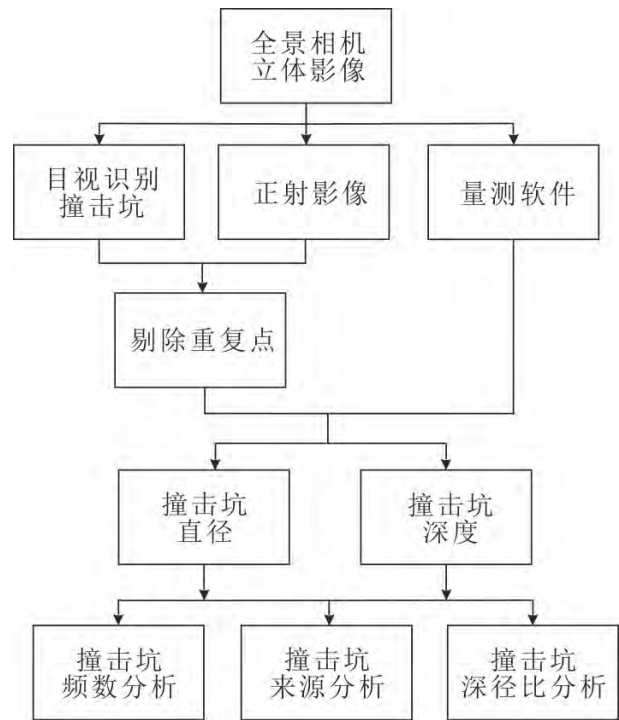 全景相机
立体影像
目视识别
撞击坑
正射影像
量测软件
剔除重复点
撞击坑
直径
撞击坑
深度
撞击坑
频数分析
撞击坑
来源分析
撞击坑
深径比分析